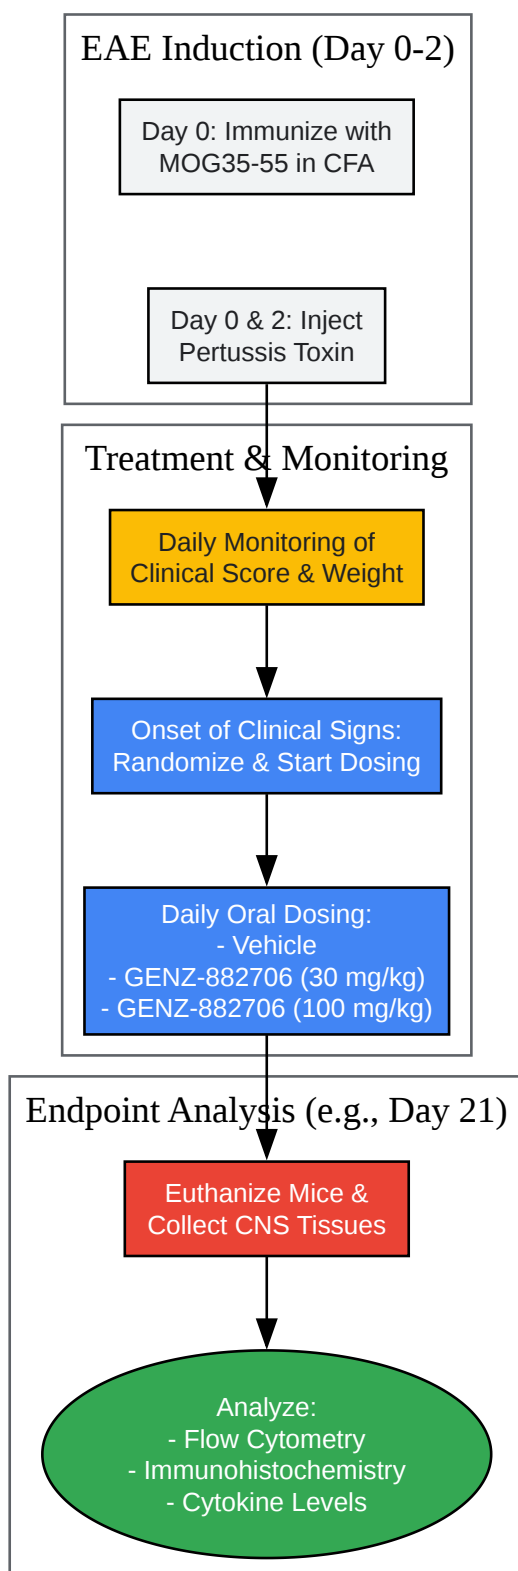 EAE Induction (Day 0-2)
Day 0: Immunize with
MOG35-55 in CFA
Day 0 & 2: Inject
Pertussis Toxin
Treatment & Monitoring
Daily Monitoring of
Clinical Score & Weight
Onset of Clinical Signs:
Randomize & Start Dosing
Daily Oral Dosing:
- Vehicle
- GENZ-882706 (30 mg/kg)
- GENZ-882706 (100 mg/kg)
Endpoint Analysis (e.g., Day 21)
Euthanize Mice &
Collect CNS Tissues
Analyze:
- Flow Cytometry
- Immunohistochemistry
- Cytokine Levels